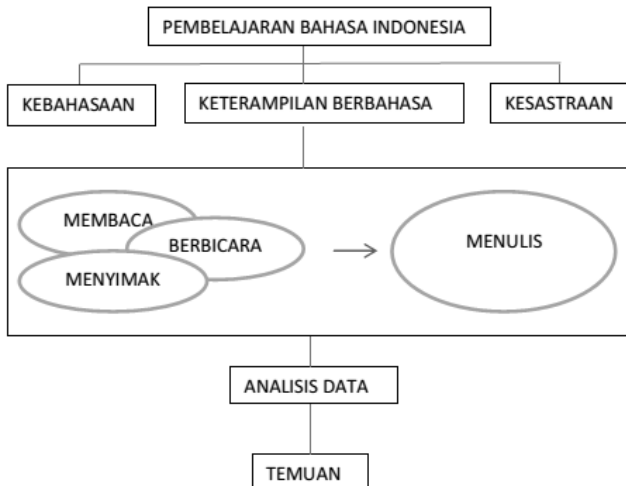 PEMBELAJARAN BAHASA INDONESIA
KEBAHASAAN
KETERAMPILAN BERBAHASA
KESASTRAAN
MEMBACA
BERBICARA
MENYIMAK
MENULIS
ANALISIS DATA
TEMUAN